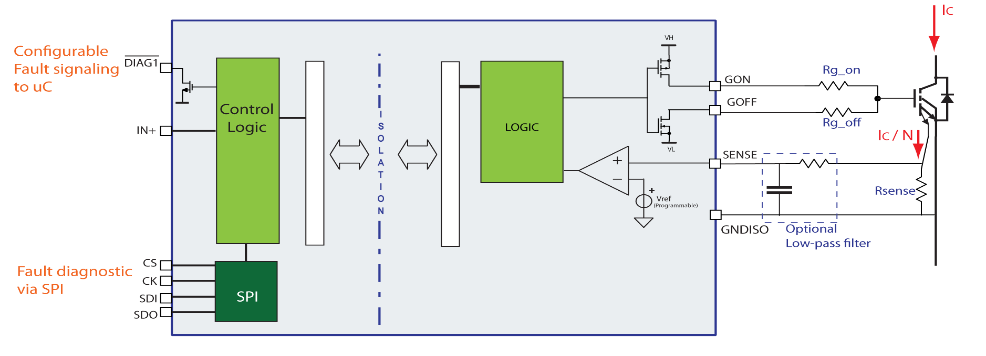 Configurable
Fault signaling
to uC
DIAG1
IN+
Control
Logic
ISOLATION
LOGIC
VH
VL
GON
GOFF
Rg_on
Rg_off
IC
IC / N
SENSE
+
−
+
Vref
(Programmable)
GNDISO
Rsense
Optional
Low-pass filter
Fault diagnostic
via SPI
CS
CK
SDI
SDO
SPI